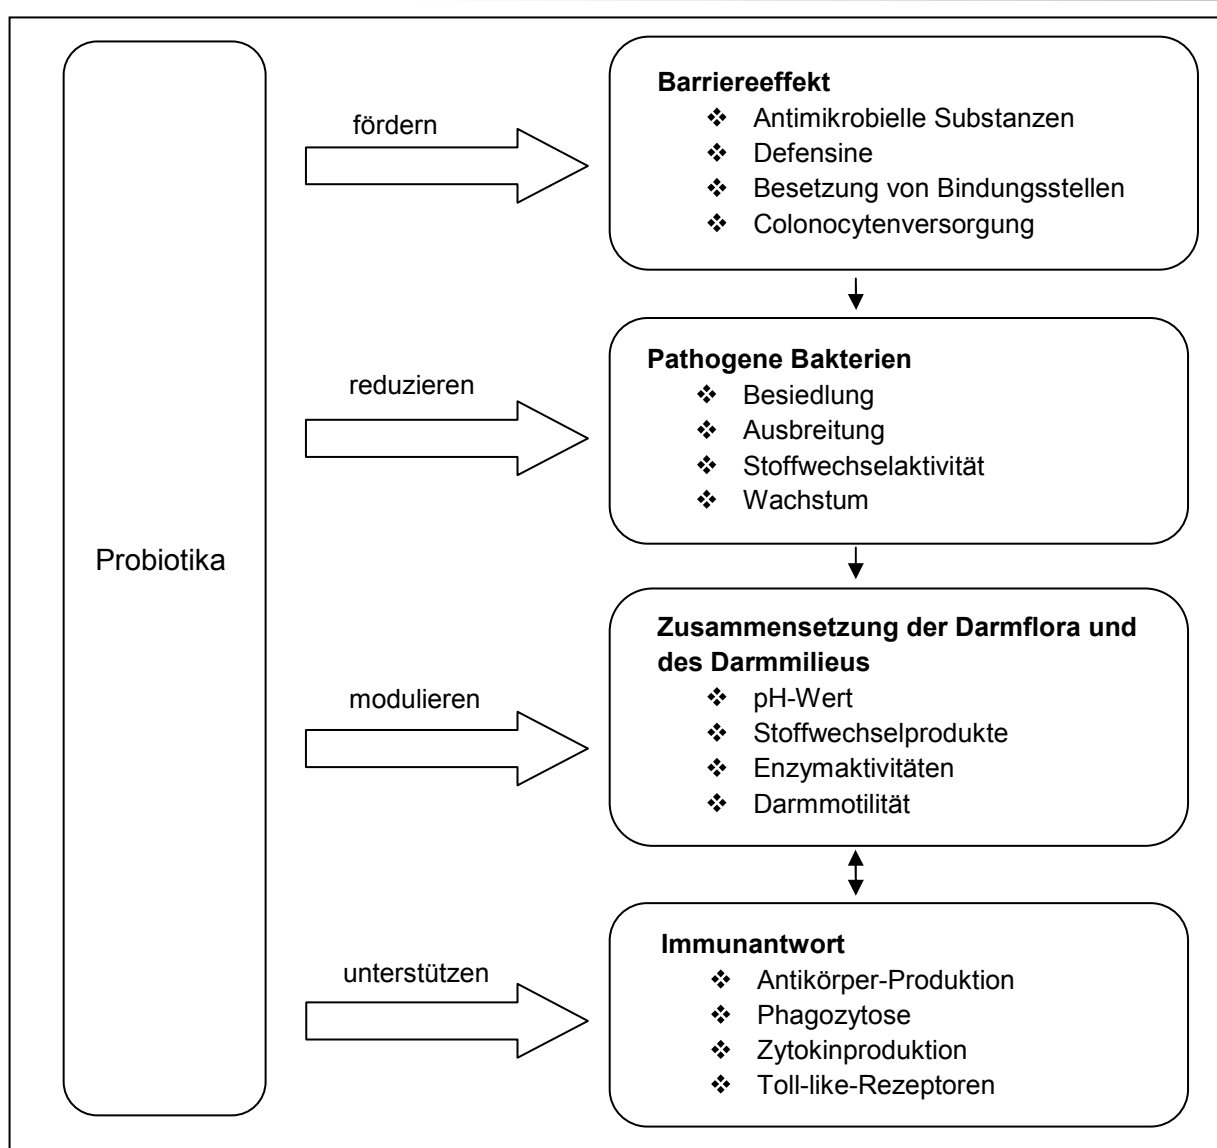 Probiotika
fördern
Barriereeffekt
❖ Antimikrobielle Substanzen
❖ Defensine
❖ Besetzung von Bindungsstellen
❖ Colonocytenversorgung
reduzieren
Pathogene Bakterien
❖ Besiedlung
❖ Ausbreitung
❖ Stoffwechselaktivität
❖ Wachstum
modulieren
Zusammensetzung der Darmflora und
des Darmmilieus
❖ pH-Wert
❖ Stoffwechselprodukte
❖ Enzymaktivitäten
❖ Darmmotilität
unterstützen
Immunantwort
❖ Antikörper-Produktion
❖ Phagozytose
❖ Zytokinproduktion
❖ Toll-like-Rezeptoren